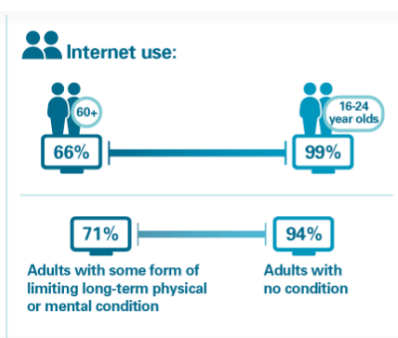 Internet use:
60+
16-24
year olds
66%
99%
71%
94%
Adults with some form of
limiting long-term physical
or mental condition
Adults with
no condition